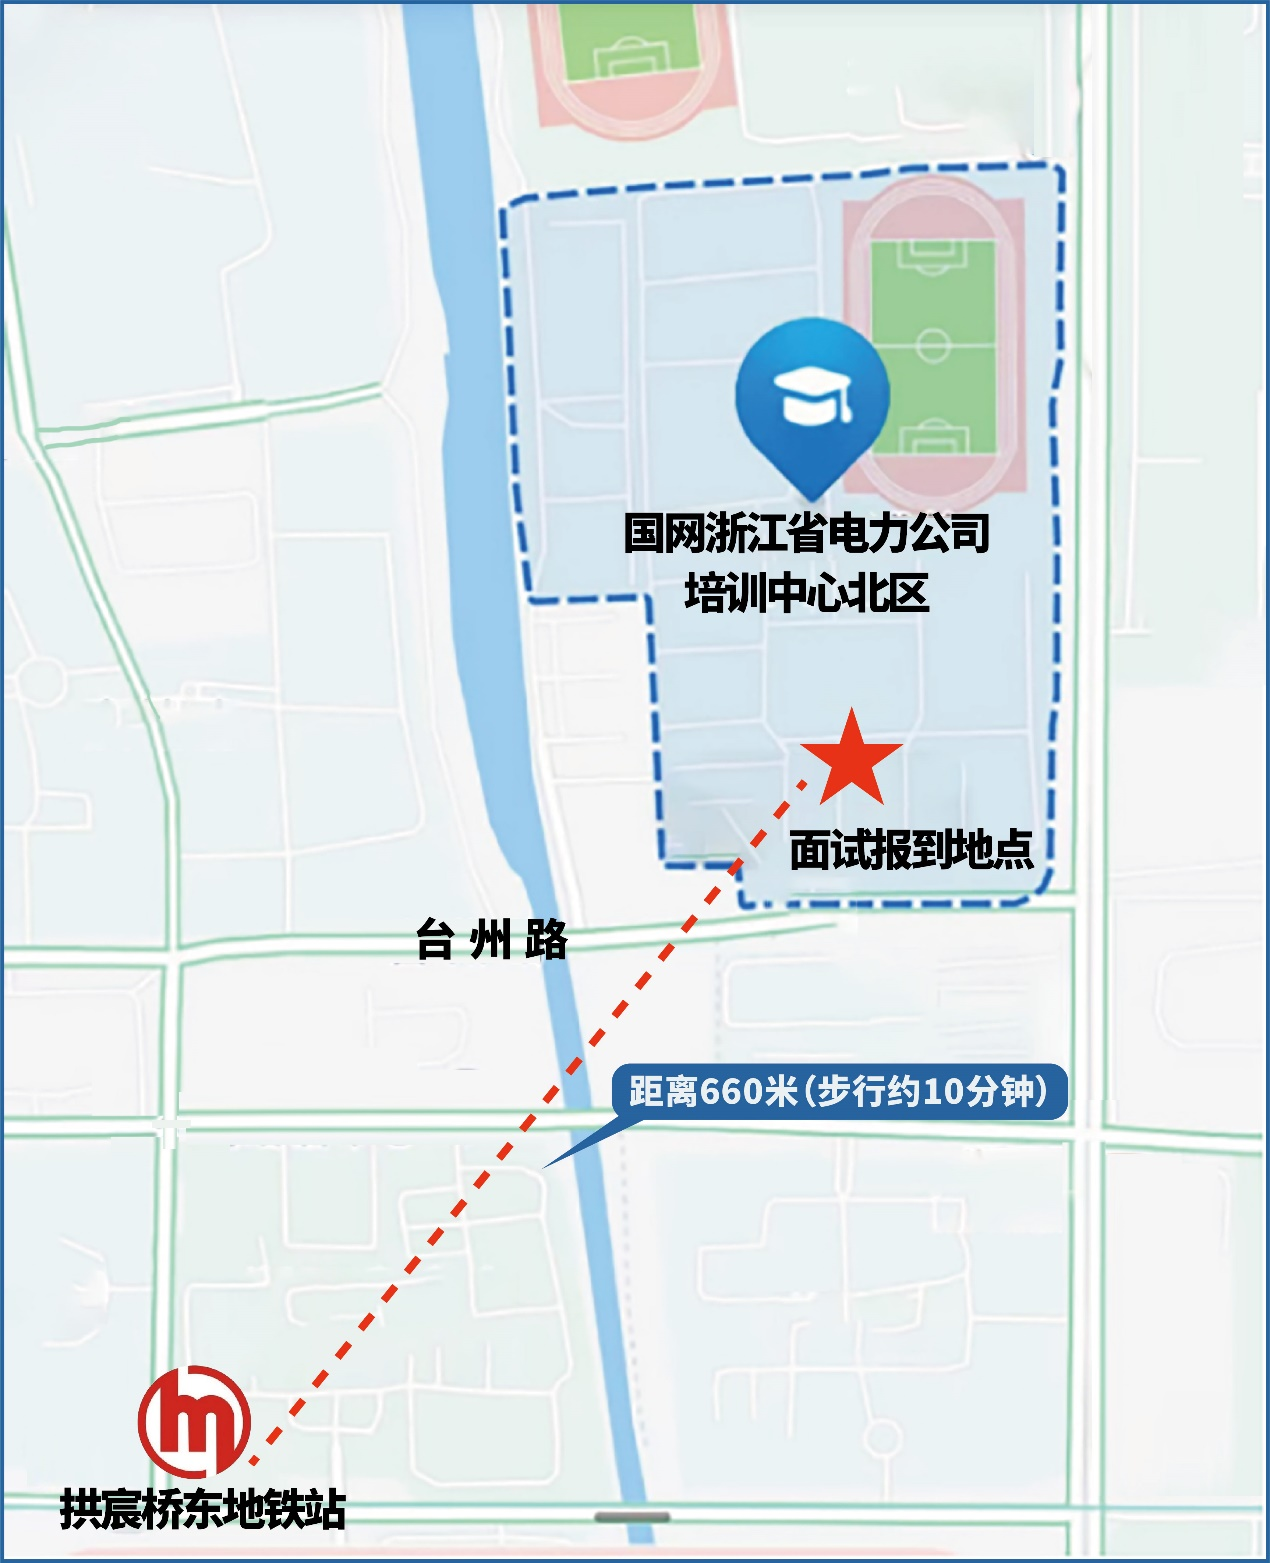 国网浙江省电力公司
培训中心北区
面试报到地点
台州路
距离660米（步行约10分钟）
拱宸桥东地铁站